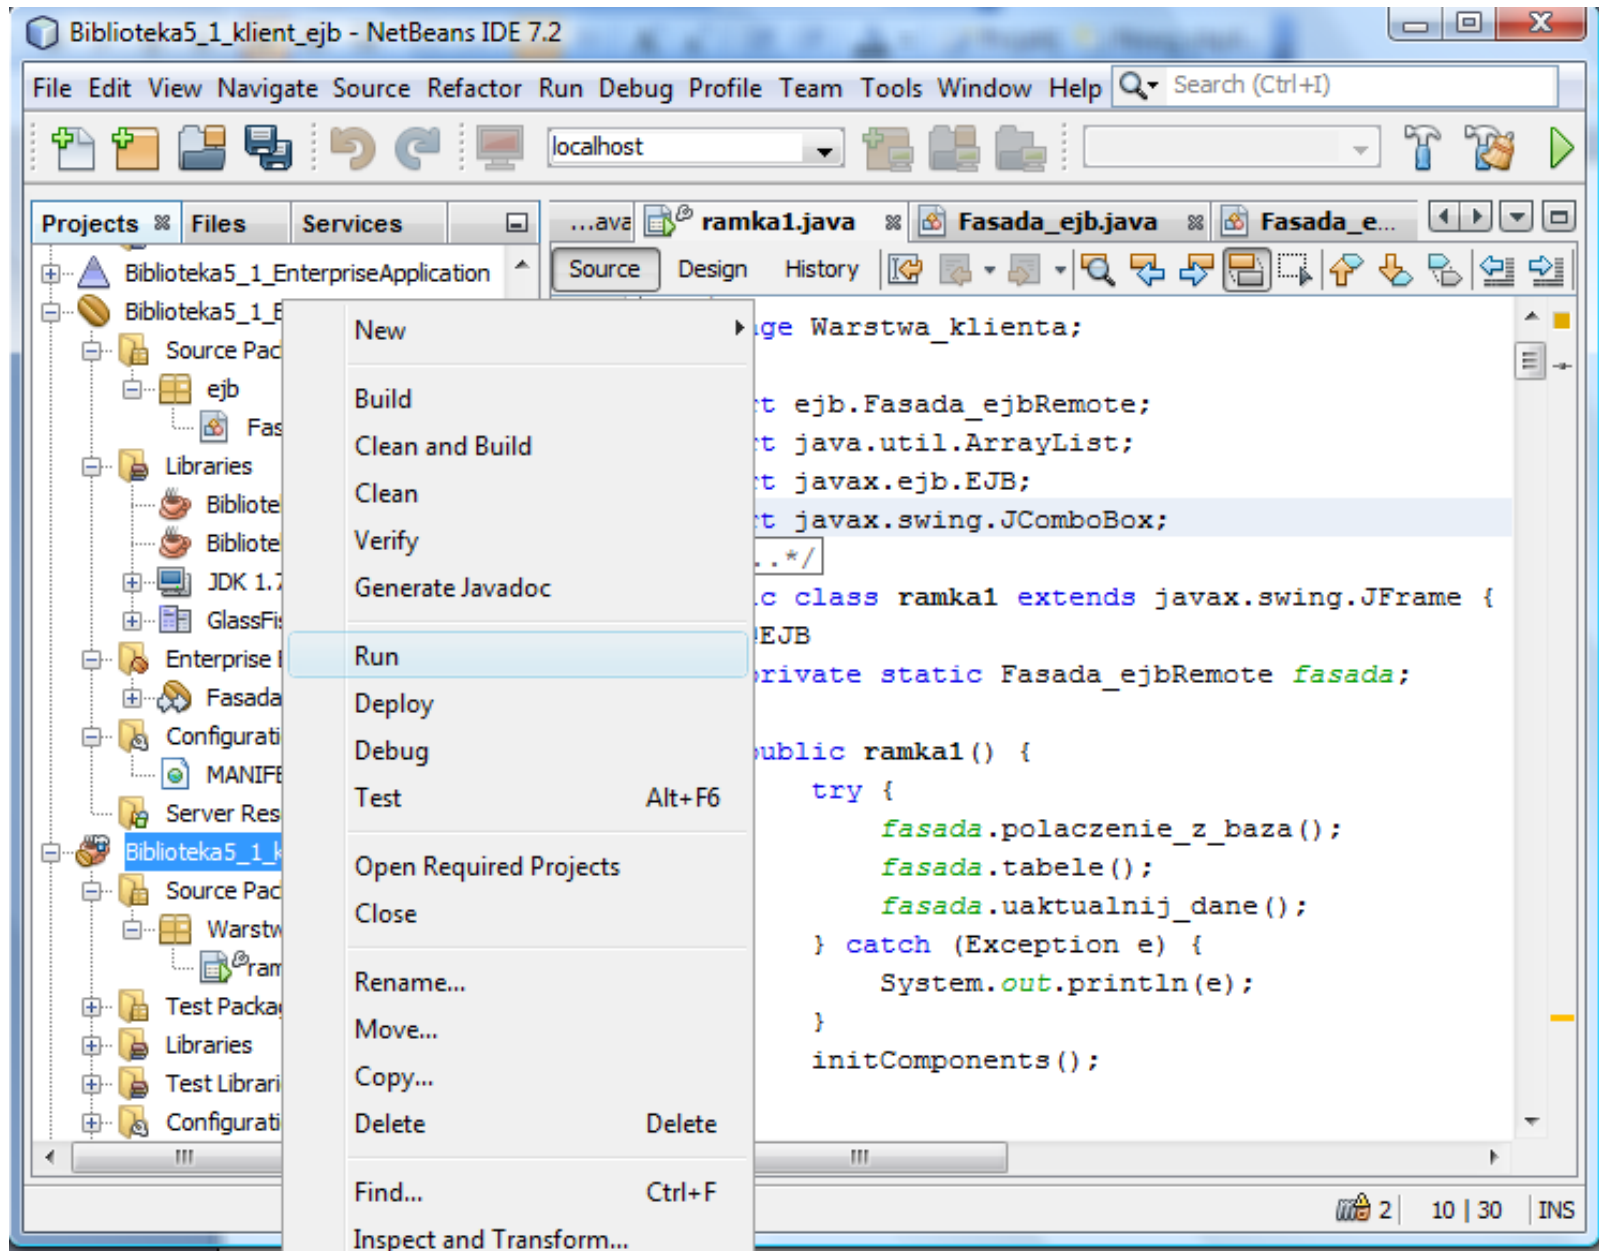 Biblioteka5_1_klient_ejb - NetBeans IDE 7.2
File Edit View Navigate Source Refactor Run Debug Profile Team Tools Window Help Search (Ctrl+I)
localhost
Projects Files Services
...ava ramka1.java Fasada_ejb.java Fasada_e...
Source Design History
Biblioteka5_1_EnterpriseApplication
Biblioteka5_1_E
Source Pac
ejb
Fas
Libraries
Bibliote
Bibliote
JDK 1.7
GlassFis
Enterprise
Fasada
Configurati
MANIFE
Server Res
Biblioteka5_1_k
Source Pac
Warstw
ram
Test Packa
Libraries
Test Librari
Configurati
New
Build
Clean and Build
Clean
Verify
Generate Javadoc
Run
Deploy
Debug
Test Alt+F6
Open Required Projects
Close
Rename...
Move...
Copy...
Delete Delete
Find... Ctrl+F
Inspect and Transform...
ge Warstwa_klienta;
t ejb.Fasada_ejbRemote;
t java.util.ArrayList;
t javax.ejb.EJB;
t javax.swing.JComboBox;
..*/
c class ramka1 extends javax.swing.JFrame {
EJB
rivate static Fasada_ejbRemote fasada;
ublic ramka1() {
try {
fasada.polaczenie_z_baza();
fasada.tabele();
fasada.uaktualnij_dane();
} catch (Exception e) {
System.out.println(e);
}
initComponents();
2 10 | 30 INS